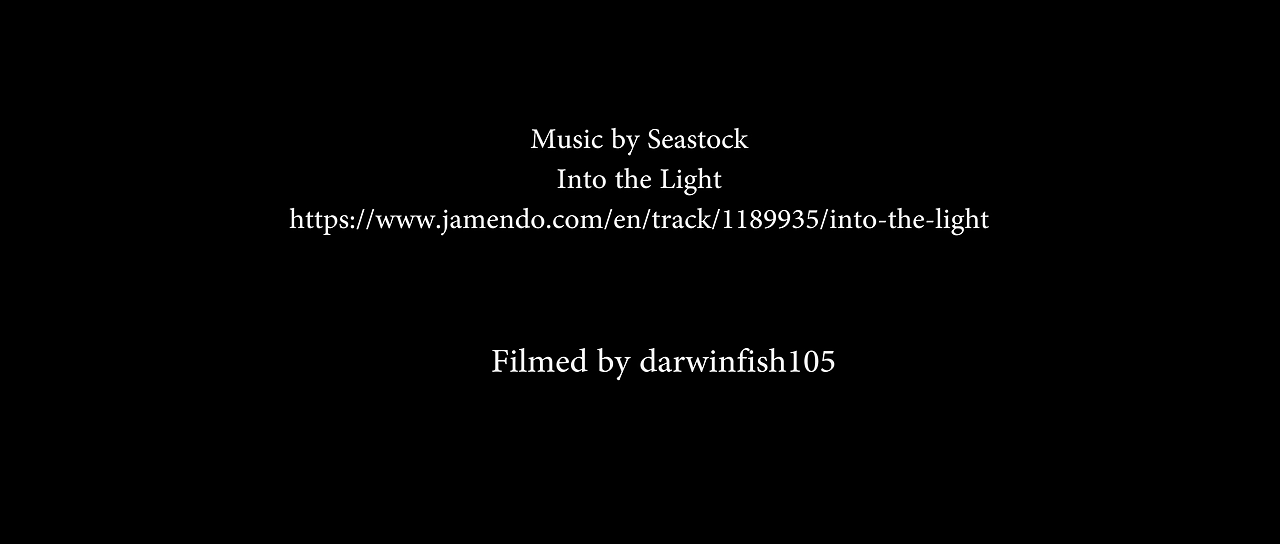 Music by Seastock
Into the Light
https://www.jamendo.com/en/track/1189935/into-the-light
Filmed by darwinfish105